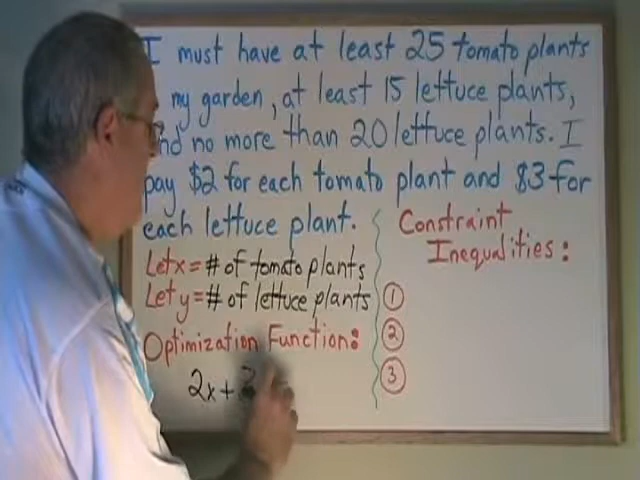 I must have at least 25 tomato plants
my garden, at least 15 lettuce plants,
and no more than 20 lettuce plants. I
pay $2 for each tomato plant and $3 for
each lettuce plant.
Let x = # of tomato plants
Let y = # of lettuce plants
Optimization Function:
2x + 3
Constraint
Inequalities:
1
2
3